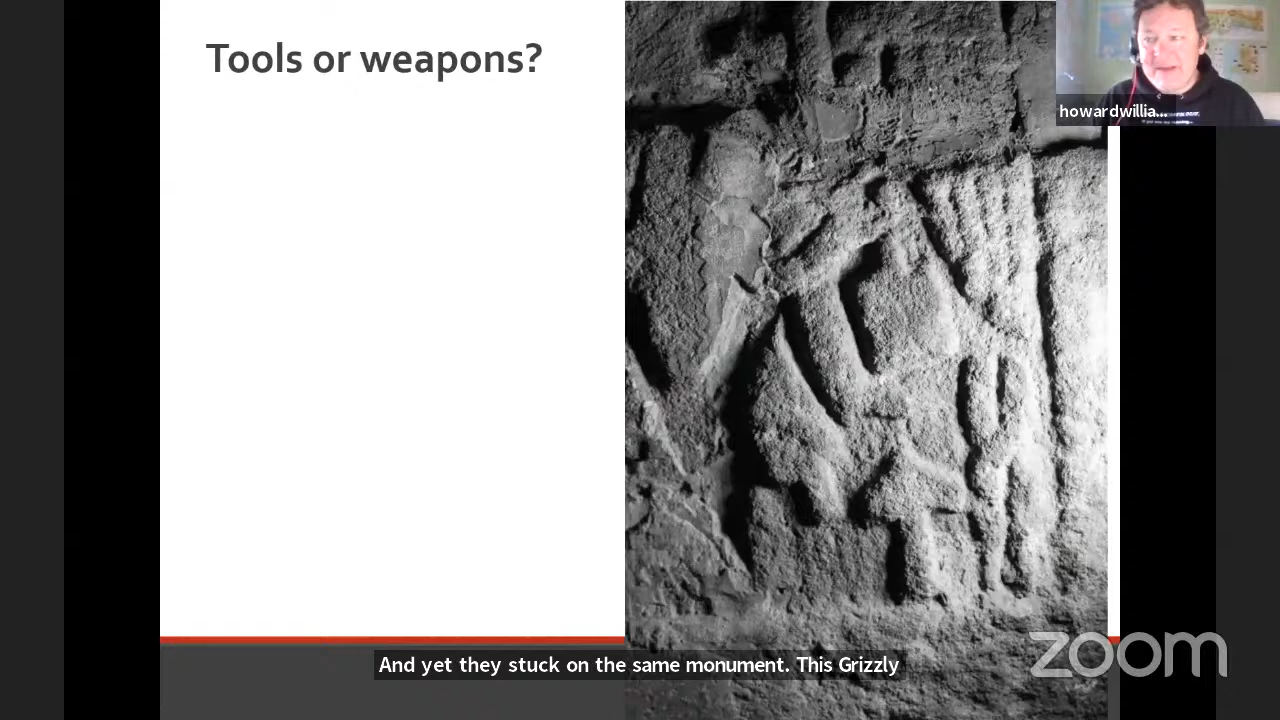 Tools or weapons?
howardwillia...
And yet they stuck on the same monument. This Grizzly
zoom